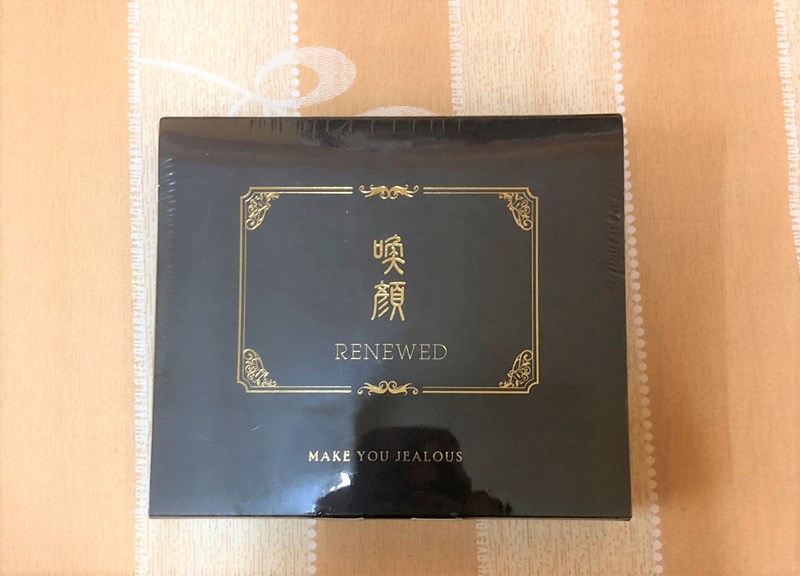 喚
顏
RENEWED
MAKE YOU JEALOUS